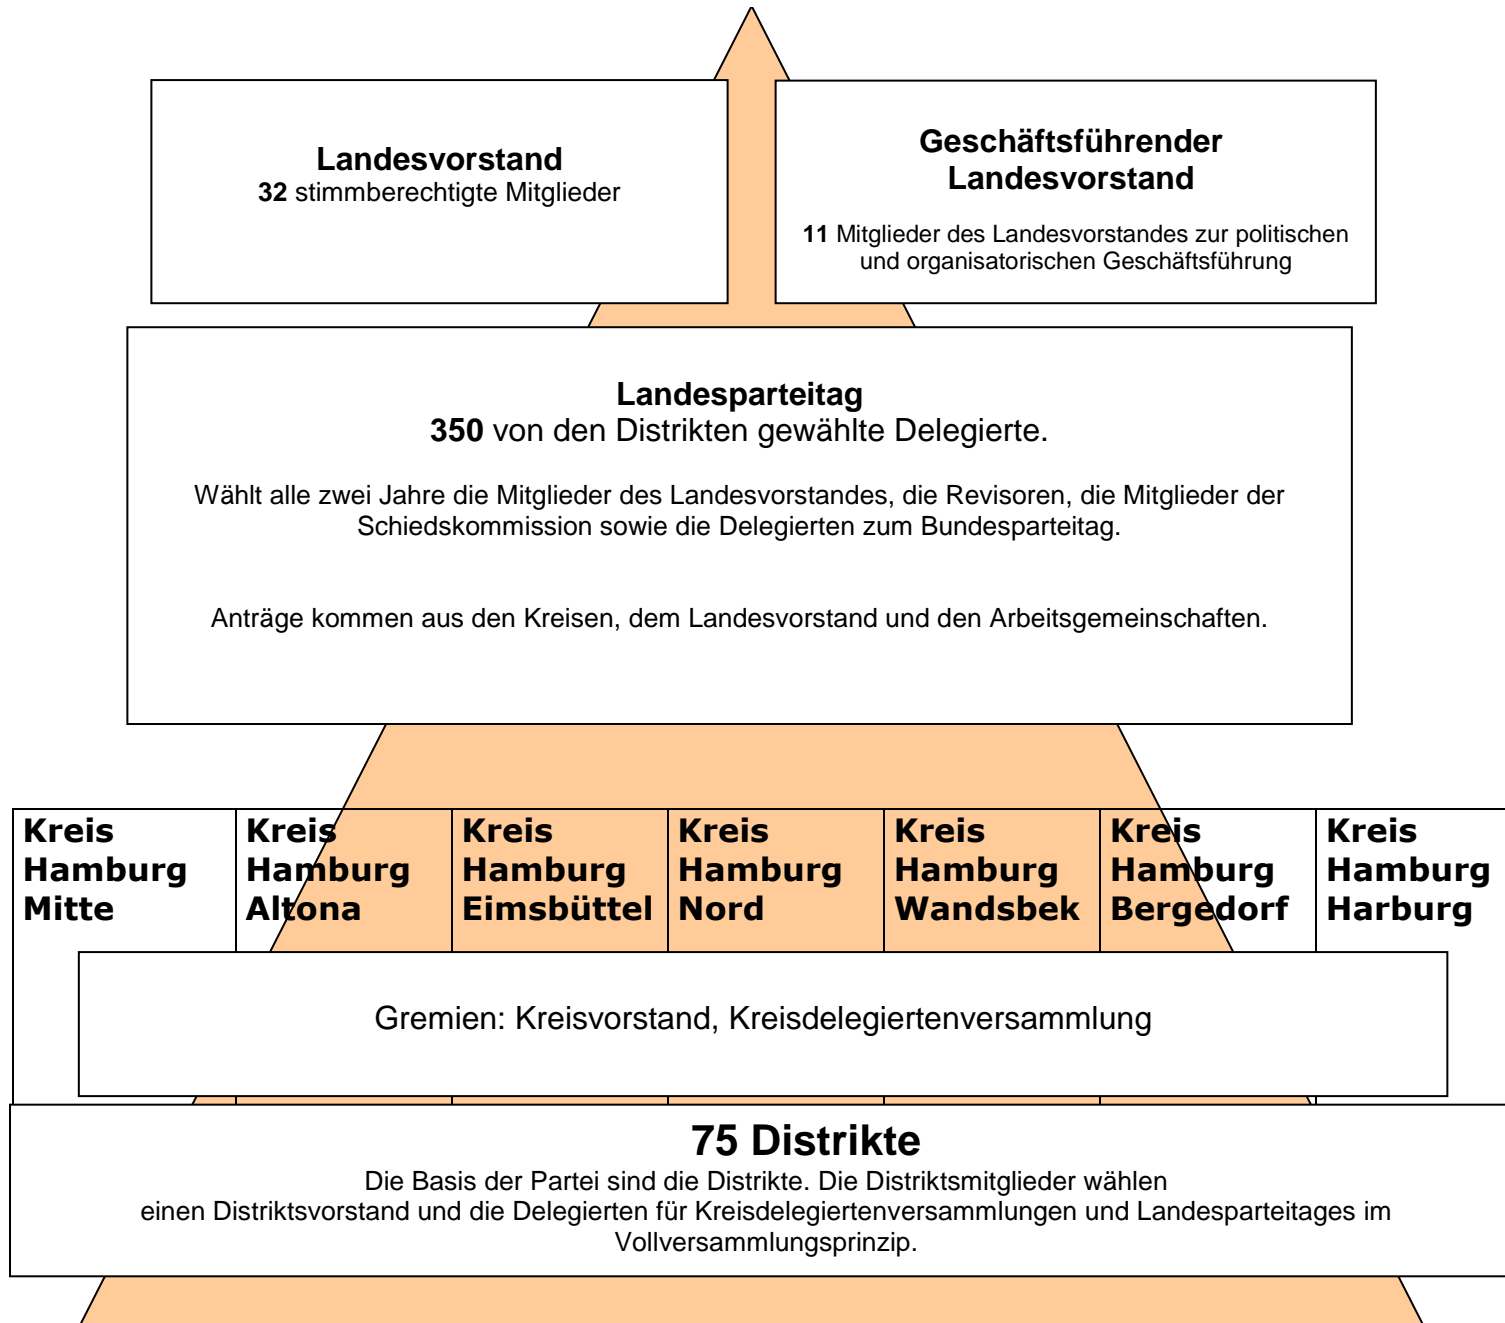 Landesvorstand
32 stimmberechtigte Mitglieder
Geschäftsführender
Landesvorstand
11 Mitglieder des Landesvorstandes zur politischen
und organisatorischen Geschäftsführung
Landesparteitag
350 von den Distrikten gewählte Delegierte.
Wählt alle zwei Jahre die Mitglieder des Landesvorstandes, die Revisoren, die Mitglieder der
Schiedskommission sowie die Delegierten zum Bundesparteitag.
Anträge kommen aus den Kreisen, dem Landesvorstand und den Arbeitsgemeinschaften.
Kreis
Hamburg
Mitte
Kreis
Hamburg
Altona
Kreis
Hamburg
Eimsbüttel
Kreis
Hamburg
Nord
Kreis
Hamburg
Wandsbek
Kreis
Hamburg
Bergedorf
Kreis
Hamburg
Harburg
Gremien: Kreisvorstand, Kreisdelegiertenversammlung
75 Distrikte
Die Basis der Partei sind die Distrikte. Die Distriktsmitglieder wählen
einen Distriktsvorstand und die Delegierten für Kreisdelegiertenversammlungen und Landesparteitages im
Vollversammlungsprinzip.